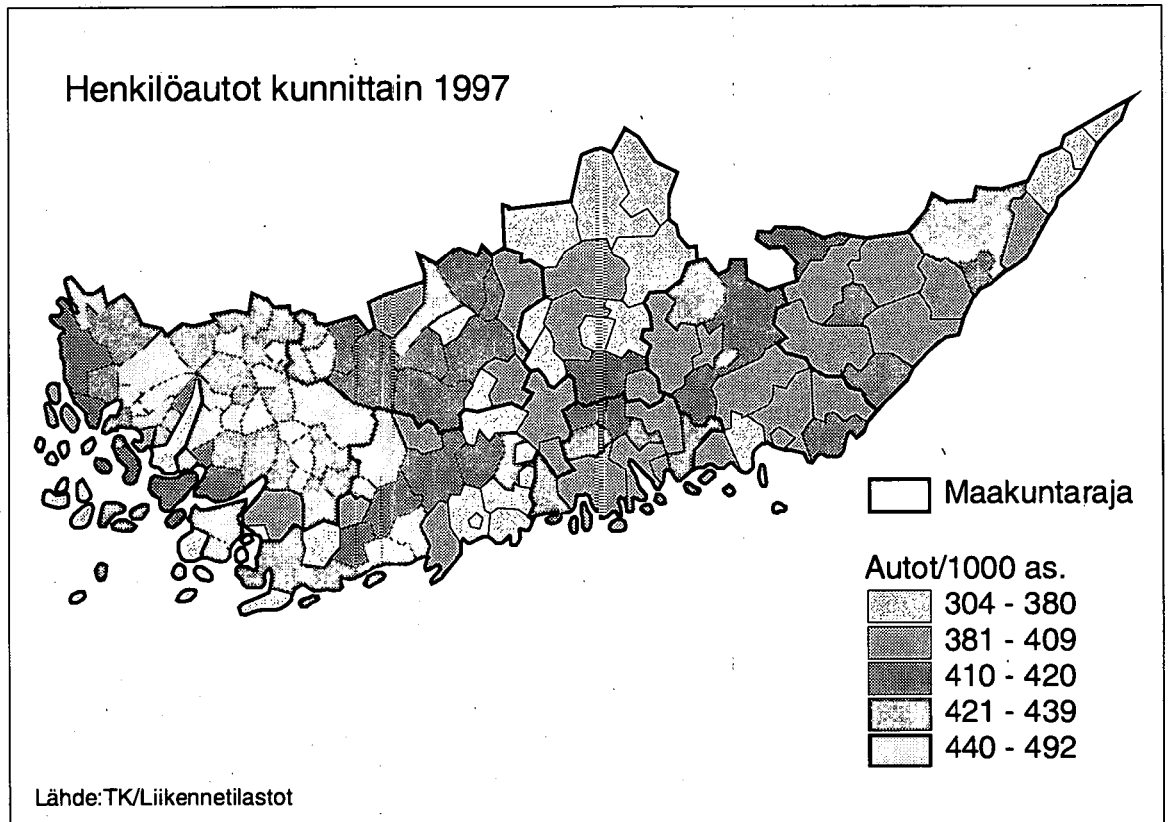 Henkilöautot kunnittain 1997
Maakuntaraja
Autot/1000 as.
304 - 380
381 - 409
410 - 420
421 - 439
440 - 492
Lähde:TK/Liikennetilastot